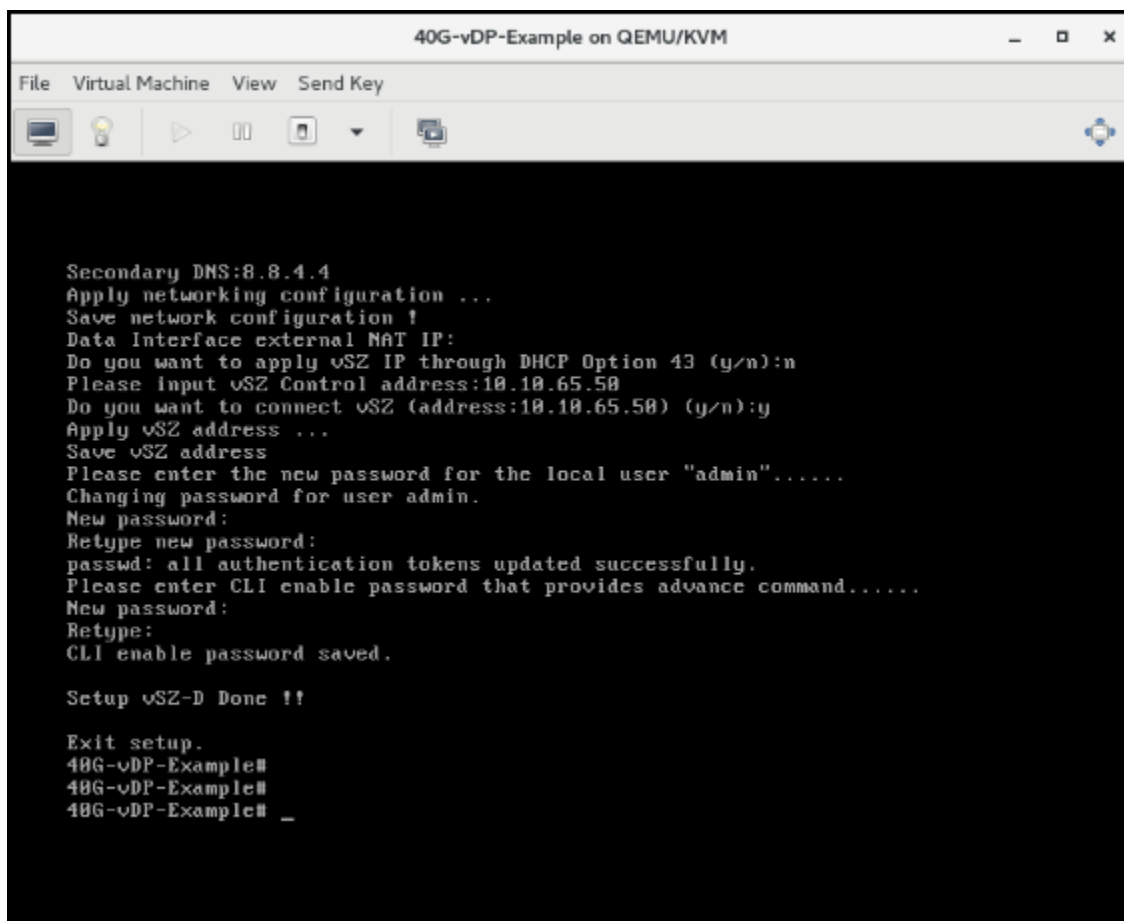 40G-vDP-Example on QEMU/KVM
File Virtual Machine View Send Key
Secondary DNS:8.8.4.4
Apply networking configuration ...
Save network configuration !
Data Interface external NAT IP:
Do you want to apply vSZ IP through DHCP Option 43 (y/n):n
Please input vSZ Control address:10.10.65.50
Do you want to connect vSZ (address:10.10.65.50) (y/n):y
Apply vSZ address ...
Save vSZ address
Please enter the new password for the local user "admin"......
Changing password for user admin.
New password:
Retype new password:
passwd: all authentication tokens updated successfully.
Please enter CLI enable password that provides advance command......
New password:
Retype:
CLI enable password saved.
Setup vSZ-D Done !!
Exit setup.
40G-vDP-Example#
40G-vDP-Example#
40G-vDP-Example# _